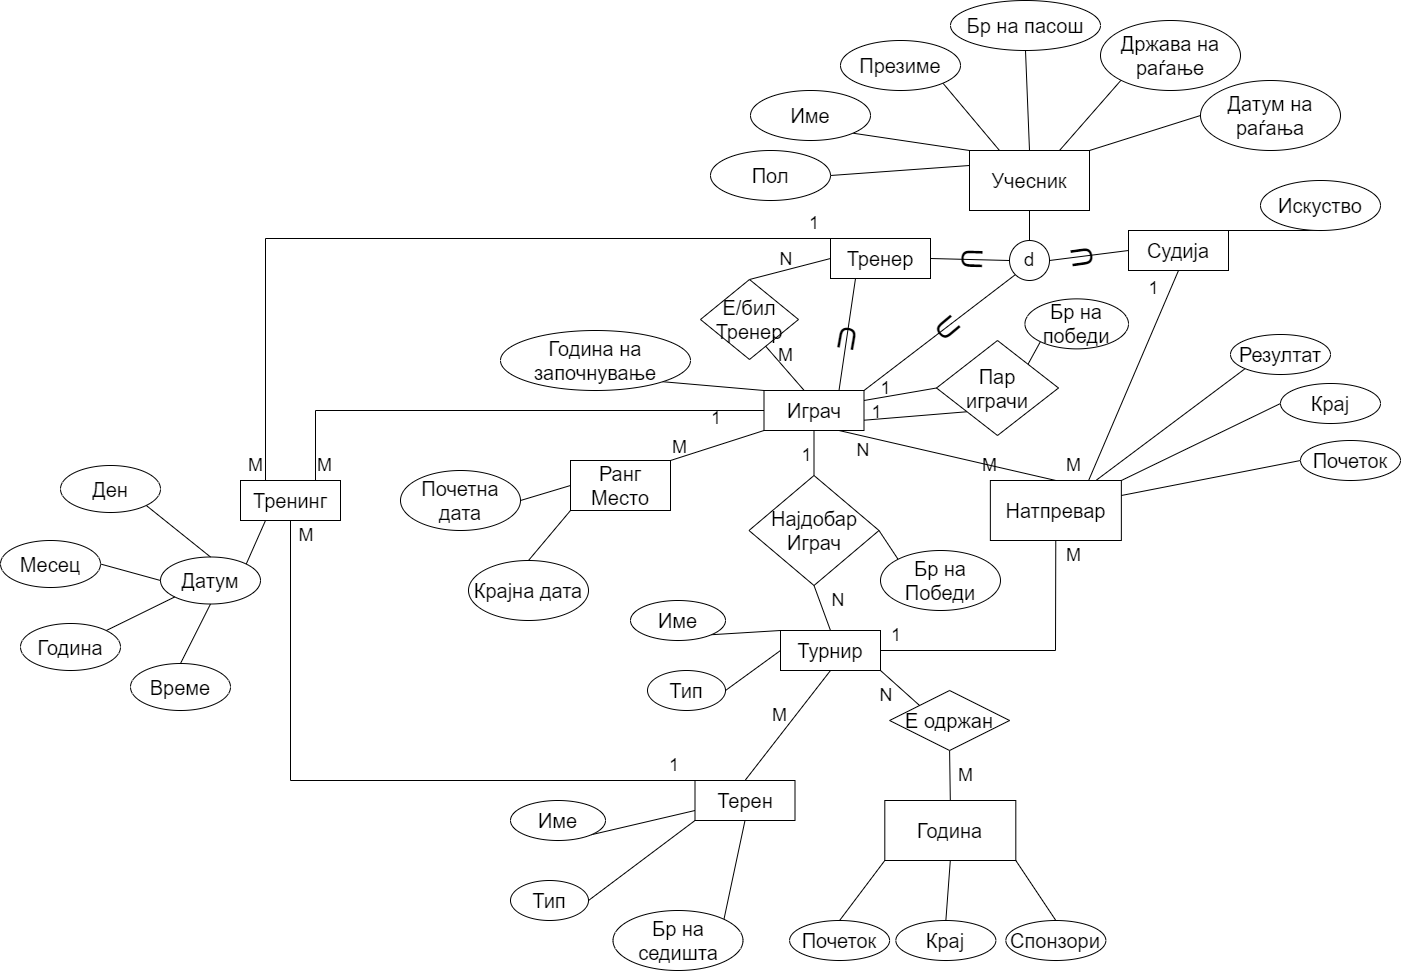 Бр на пасош
Држава на
раѓање
Презиме
Датум на
раѓања
Име
Пол
Учесник
Искуство
1
Тренер
N
d
Судија
1
Е/бил
Тренер
M
Бр на
победи
Година на
започнување
Резултат
Пар
играчи
1
1
Играч
1
Крај
M
N
1
M
M
M
M
Почеток
Ранг
Место
Почетна
дата
Ден
Тренинг
Натпревар
Најдобар
Играч
M
M
Месец
Датум
Крајна дата
Бр на
Победи
N
Име
1
Година
Турнир
Време
Тип
N
M
Е одржан
1
M
Терен
Име
Година
Тип
Бр на
седишта
Почеток
Крај
Спонзори